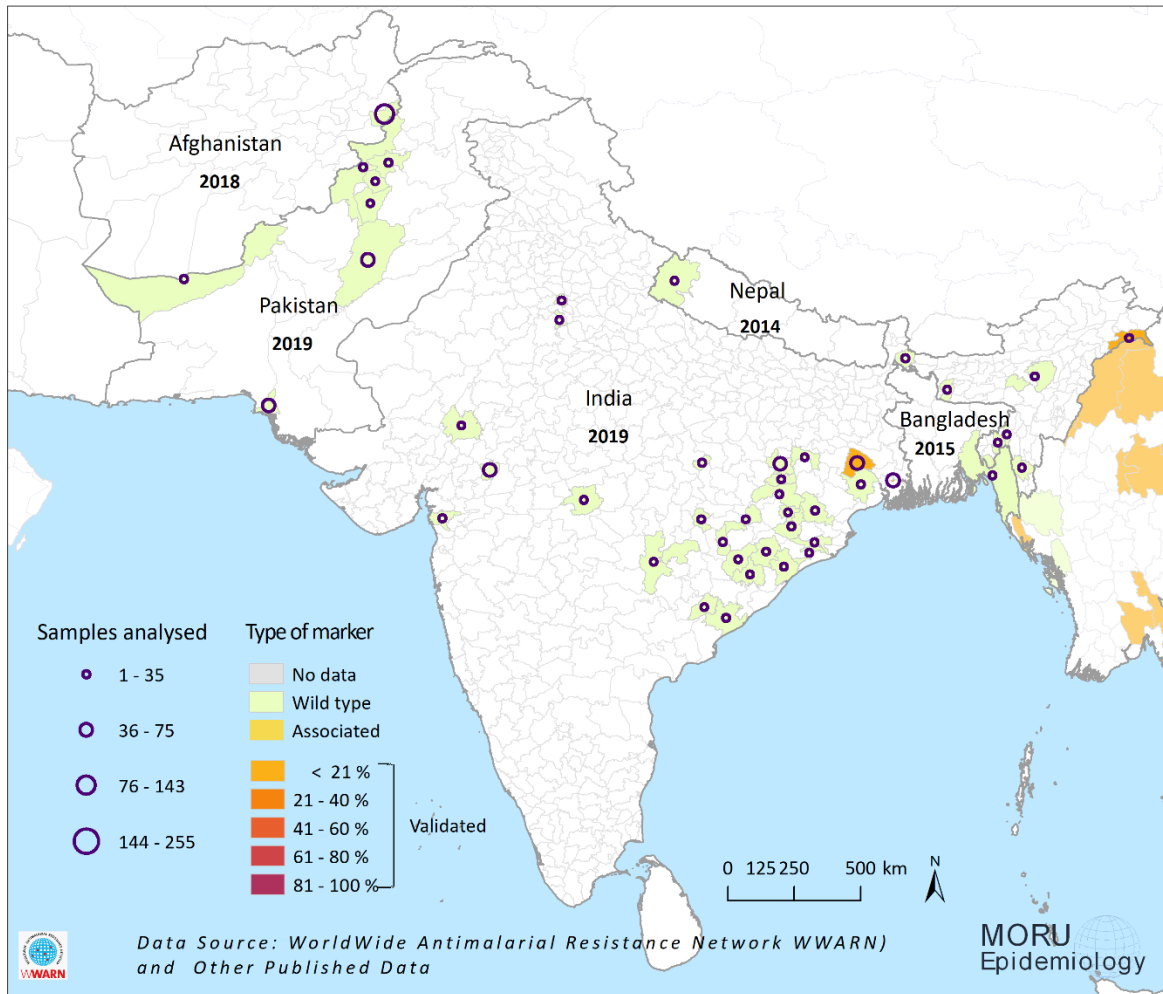 Afghanistan
2018
Pakistan
2019
Nepal
2014
India
2019
Bangladesh
2015
Samples analysed
1 - 35
36 - 75
76 - 143
144 - 255
Type of marker
No data
Wild type
Associated
< 21 %
21 - 40 %
41 - 60 %
61 - 80 %
81 - 100 %
Validated
0 125 250 500 km
N
WWARN
Data Source: WorldWide Antimalarial Resistance Network WWARN)
and Other Published Data
MORU
Epidemiology